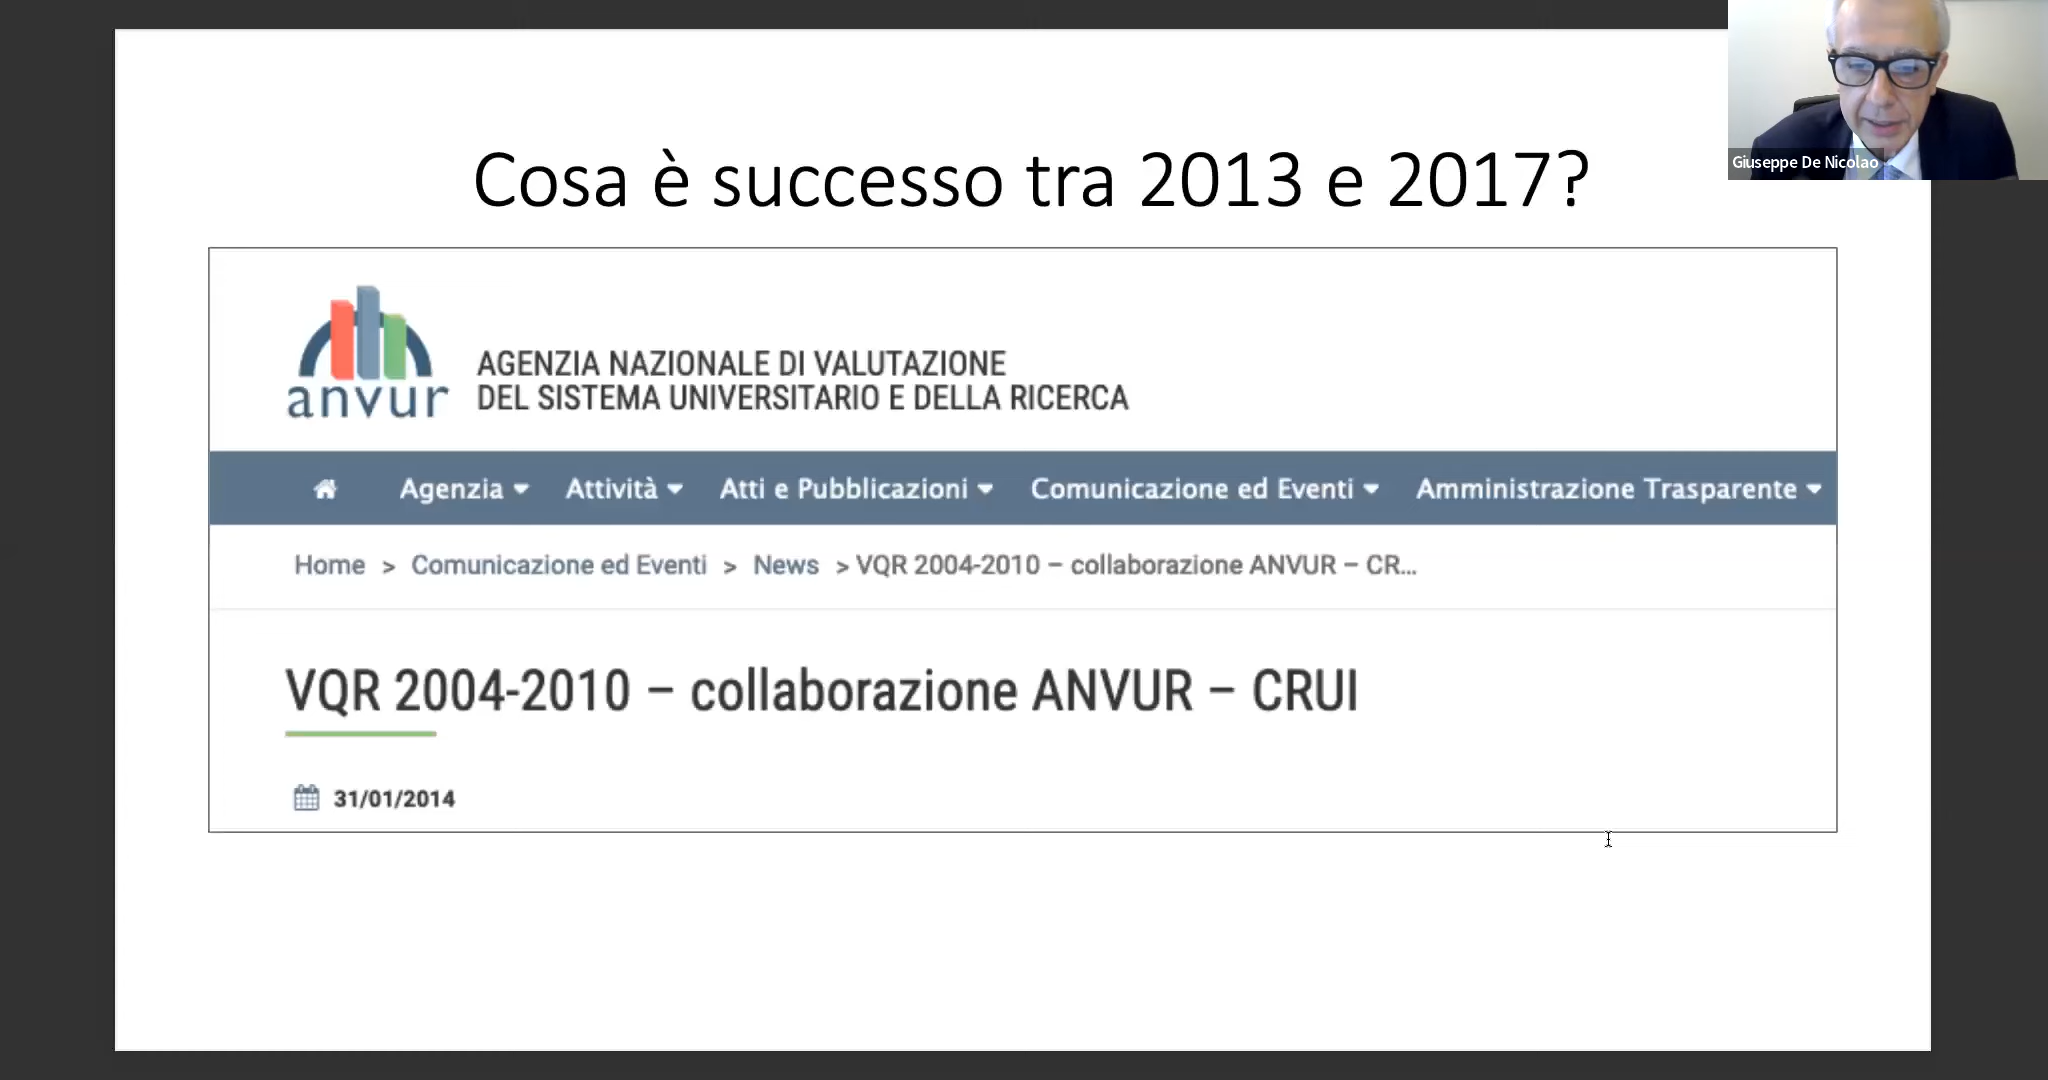 Cosa è successo tra 2013 e 2017?
Giuseppe De Nicolao
anvur
AGENZIA NAZIONALE DI VALUTAZIONE
DEL SISTEMA UNIVERSITARIO E DELLA RICERCA
Agenzia Attività Atti e Pubblicazioni Comunicazione ed Eventi Amministrazione Trasparente
Home > Comunicazione ed Eventi > News > VQR 2004-2010 – collaborazione ANVUR – CR...
VQR 2004-2010 – collaborazione ANVUR – CRUI
31/01/2014